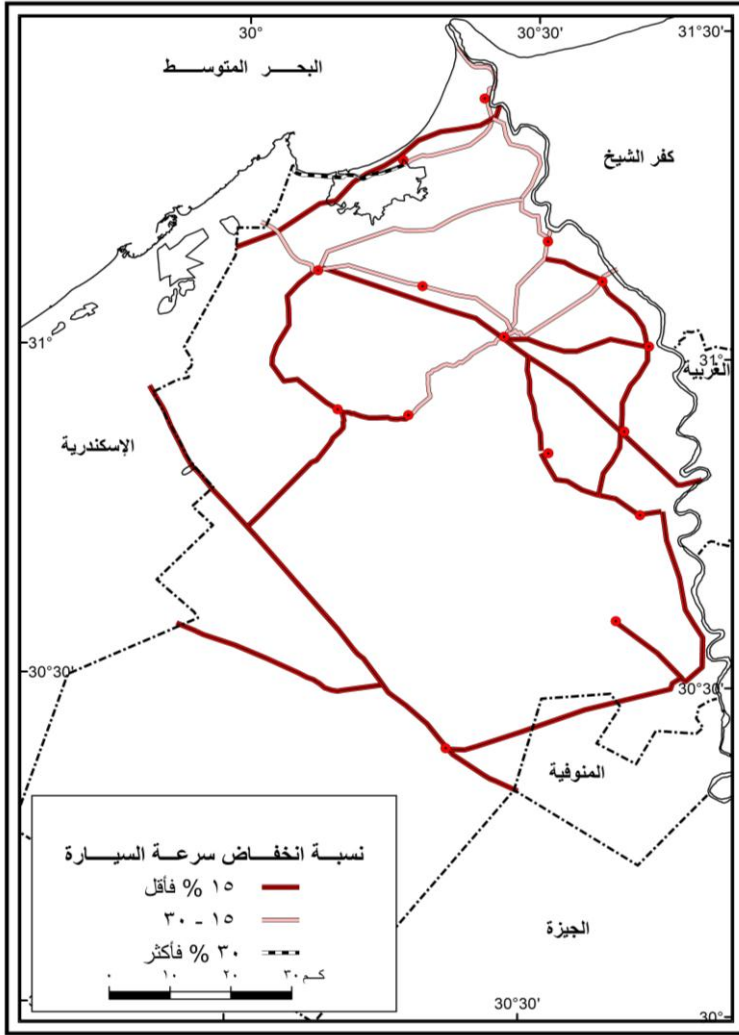 30°
30°30'
31°30'
البحـــر المتوســـط
كفر الشيخ
31°
31°
الغربية
الإسكندرية
30°30'
30°30'
المنوفية
نسبـة انخفـاض سرعـة السيـــارة
١٥ % فأقل
١٥ - ٣٠
٣٠ % فأكثر
٠ ١٠ ٢٠ ٣٠ كـم
الجيزة
30°30'
30°